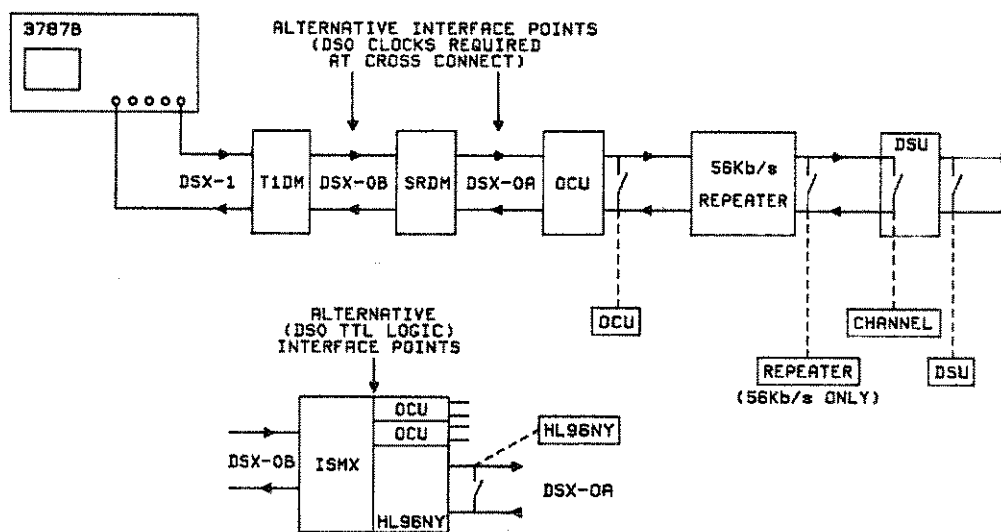 3787B
ALTERNATIVE INTERFACE POINTS
(DSO CLOCKS REQUIRED
AT CROSS CONNECT)
DSX-1
T1DM
DSX-0B
SRDM
DSX-0A
OCU
56Kb/s
REPEATER
DSU
OCU
CHANNEL
REPEATER
(56Kb/s ONLY)
DSU
ALTERNATIVE
(DSO TTL LOGIC)
INTERFACE POINTS
DSX-0B
ISMX
OCU
OCU
HL96NY
HL96NY
DSX-0A